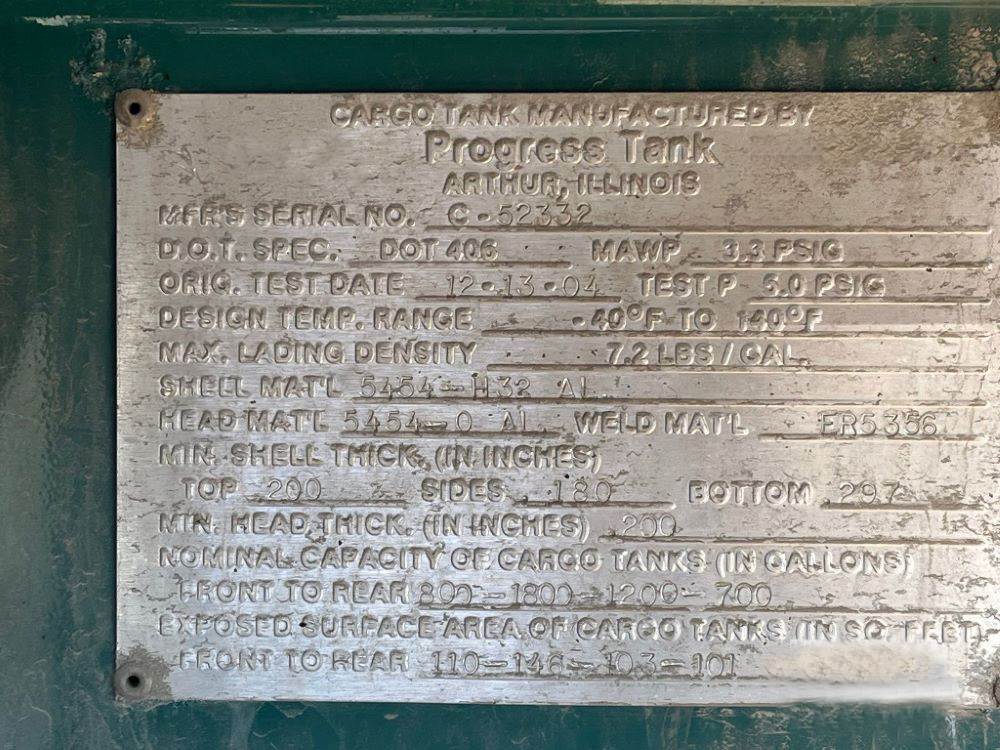 CARGO TANK MANUFACTURED BY
Progress Tank
ARTHUR, ILLINOIS
MFR'S SERIAL NO. C-52332
D.O.T. SPEC. DOT 406 MAWP 3.3 PSIG
ORIG. TEST DATE 12-13-04 TEST P 5.0 PSIG
DESIGN TEMP. RANGE -40°F TO 140°F
MAX. LADING DENSITY 7.2 LBS/GAL.
SHELL MAT'L 5454-H32 AL.
HEAD MAT'L 5454-O AL. WELD MAT'L ER5356
MIN. SHELL THICK. (IN INCHES)
TOP .200 SIDES .180 BOTTOM .297
MIN. HEAD THICK. (IN INCHES) .200
NOMINAL CAPACITY OF CARGO TANKS (IN GALLONS)
FRONT TO REAR 800-1800-1200-700
EXPOSED SURFACE AREA OF CARGO TANKS (IN SQ. FEET)
FRONT TO REAR 110-146-103-101